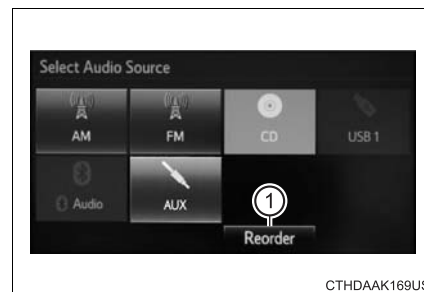 Select Audio Source
AM FM CD USB 1
Audio AUX
1
Reorder
CTHDAAK169US